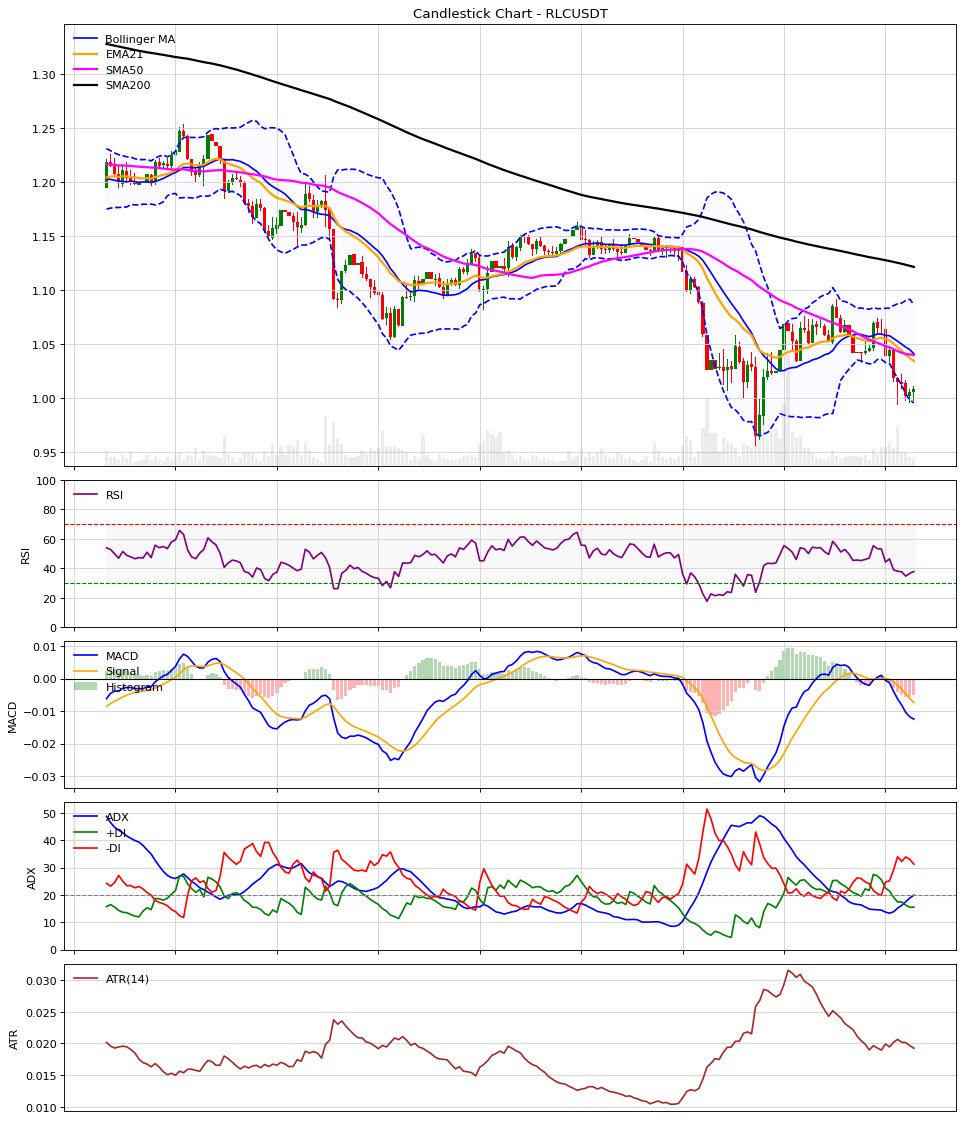 Candlestick Chart - RLCUSDT
Bollinger MA
EMA21
SMA50
SMA200
1.30
1.25
1.20
1.15
1.10
1.05
1.00
0.95
RSI
RSI
100
80
60
40
20
0
MACD
Signal
Histogram
MACD
0.01
0.00
−0.01
−0.02
−0.03
ADX
+DI
-DI
ADX
50
40
30
20
10
0
ATR(14)
ATR
0.030
0.025
0.020
0.015
0.010